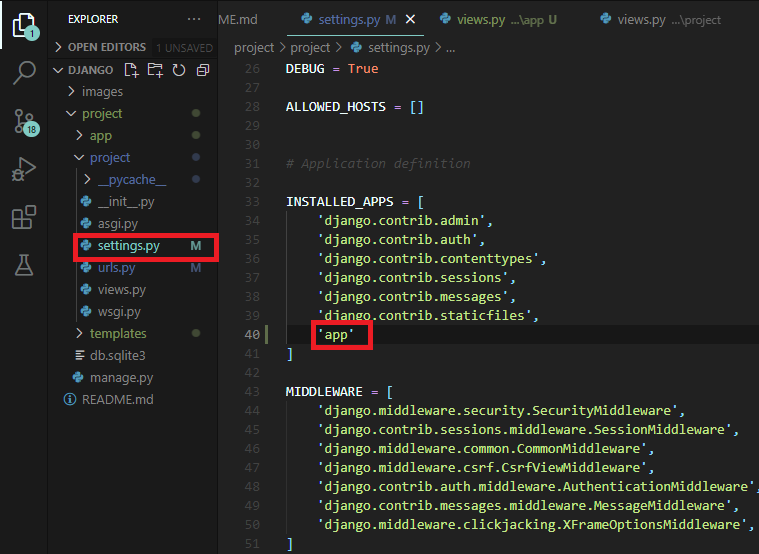 EXPLORER ...
OPEN EDITORS 1 UNSAVED
DJANGO
images
project
app
project
__pycache__
__init__.py
asgi.py
settings.py M
urls.py M
views.py
wsgi.py
templates
db.sqlite3
manage.py
README.md
1
18
ME.md settings.py M views.py ...\app U views.py ...\project
project > project > settings.py > ...
26 DEBUG = True
27
28 ALLOWED_HOSTS = []
29
30
31 # Application definition
32
33 INSTALLED_APPS = [
34 'django.contrib.admin',
35 'django.contrib.auth',
36 'django.contrib.contenttypes',
37 'django.contrib.sessions',
38 'django.contrib.messages',
39 'django.contrib.staticfiles',
40 'app'
41 ]
42
43 MIDDLEWARE = [
44 'django.middleware.security.SecurityMiddleware',
45 'django.contrib.sessions.middleware.SessionMiddleware',
46 'django.middleware.common.CommonMiddleware',
47 'django.middleware.csrf.CsrfViewMiddleware',
48 'django.contrib.auth.middleware.AuthenticationMiddleware',
49 'django.contrib.messages.middleware.MessageMiddleware',
50 'django.middleware.clickjacking.XFrameOptionsMiddleware',
51 ]